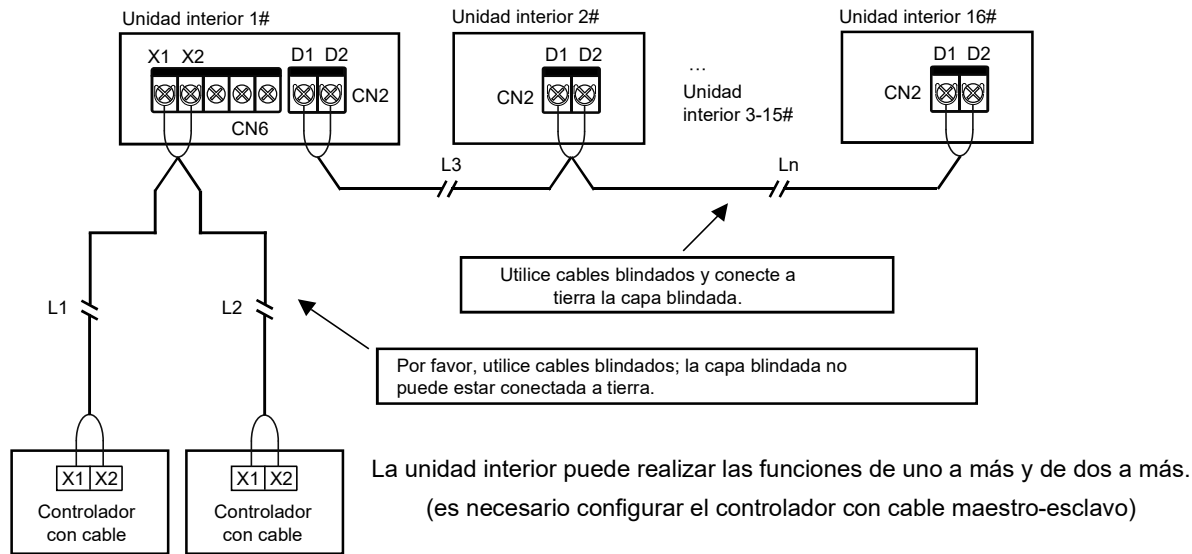 Unidad interior 1#
Unidad interior 2#
Unidad interior 16#
X1 X2
D1 D2
CN2
CN6
D1 D2
CN2
...
Unidad
interior 3-15#
D1 D2
CN2
L3
Ln
Utilice cables blindados y conecte a
tierra la capa blindada.
L1
L2
Por favor, utilice cables blindados; la capa blindada no
puede estar conectada a tierra.
X1 X2
Controlador
con cable
X1 X2
Controlador
con cable
La unidad interior puede realizar las funciones de uno a más y de dos a más.
(es necesario configurar el controlador con cable maestro-esclavo)